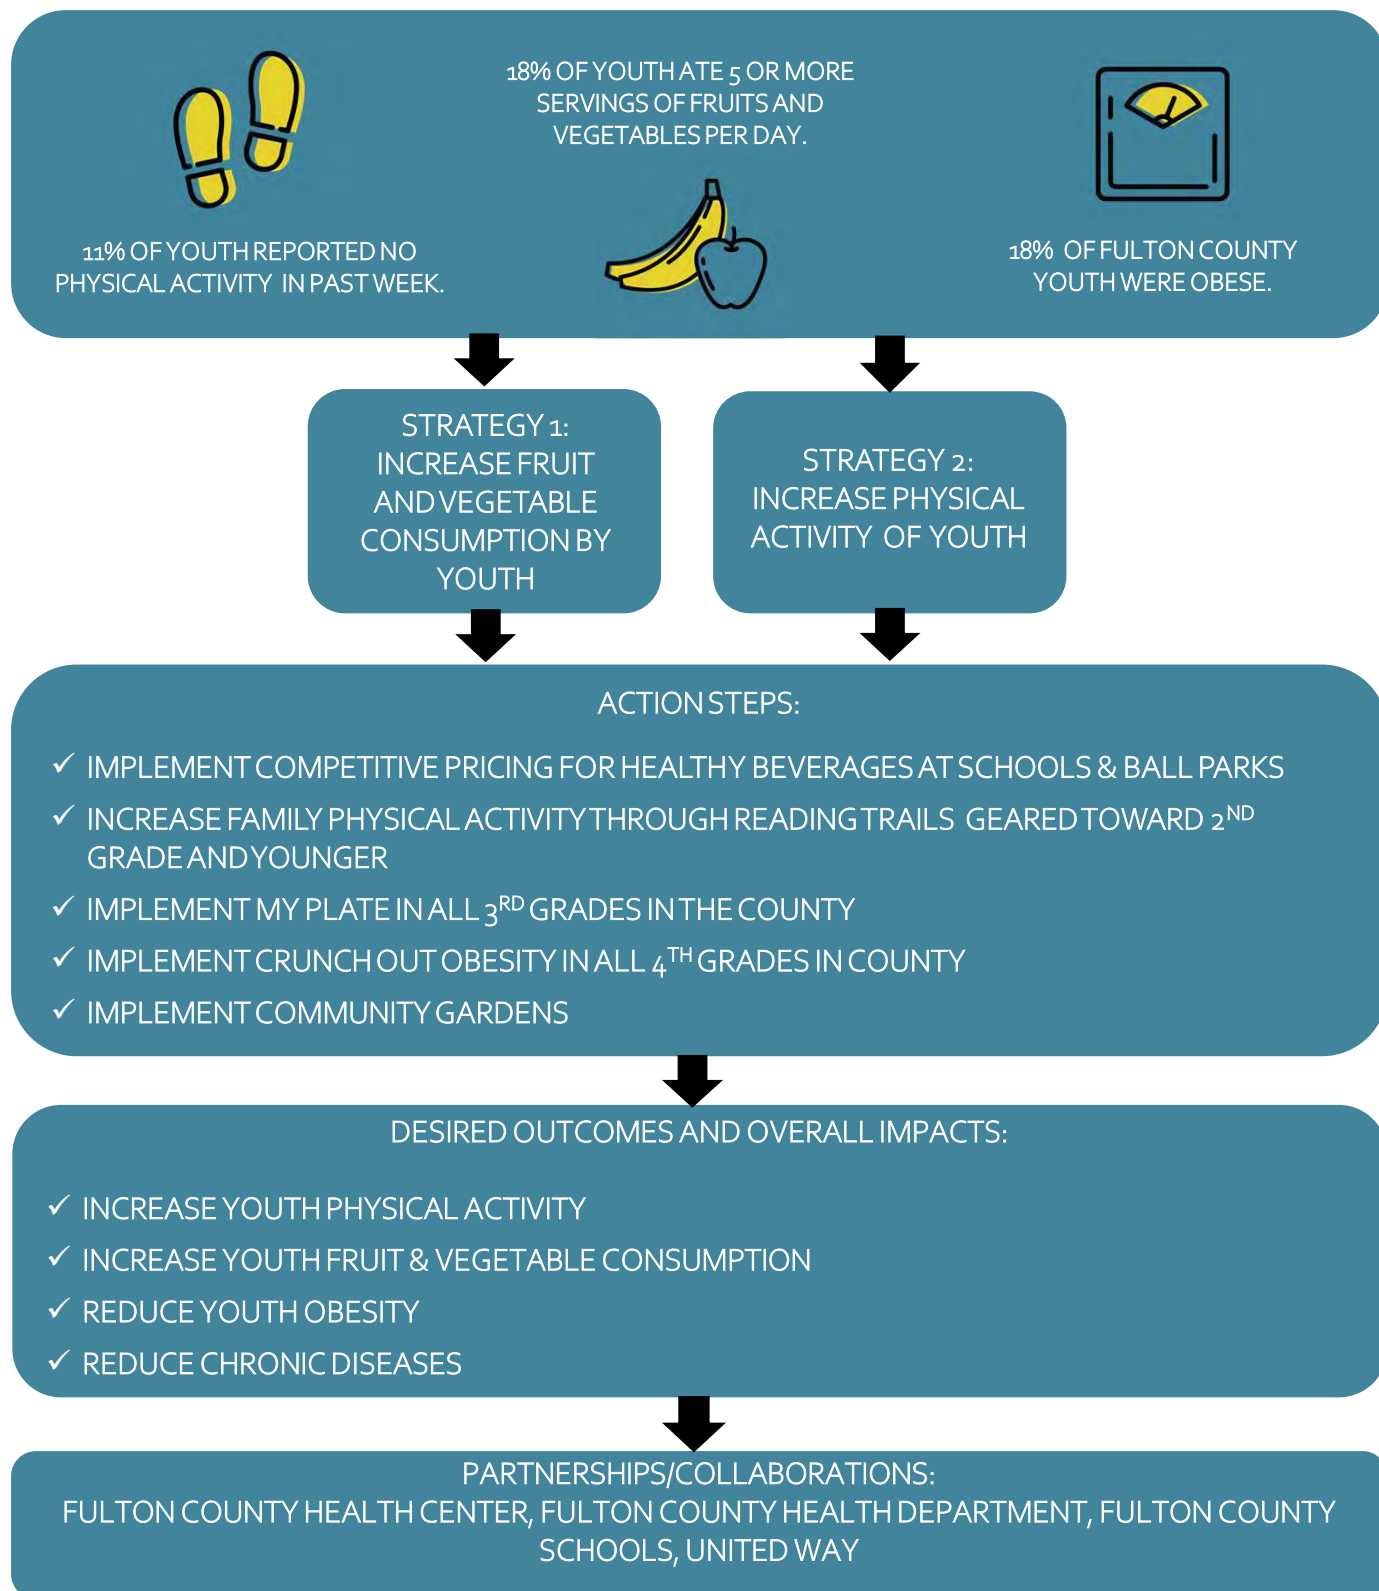 18% OF YOUTH ATE 5 OR MORE
SERVINGS OF FRUITS AND
VEGETABLES PER DAY.
11% OF YOUTH REPORTED NO
PHYSICAL ACTIVITY IN PAST WEEK.
18% OF FULTON COUNTY
YOUTH WERE OBESE.
STRATEGY 1:
INCREASE FRUIT
AND VEGETABLE
CONSUMPTION BY
YOUTH
STRATEGY 2:
INCREASE PHYSICAL
ACTIVITY OF YOUTH
ACTION STEPS:
✓ IMPLEMENT COMPETITIVE PRICING FOR HEALTHY BEVERAGES AT SCHOOLS & BALL PARKS
✓ INCREASE FAMILY PHYSICAL ACTIVITY THROUGH READING TRAILS GEARED TOWARD 2ND
GRADE AND YOUNGER
✓ IMPLEMENT MY PLATE IN ALL 3RD GRADES IN THE COUNTY
✓ IMPLEMENT CRUNCH OUT OBESITY IN ALL 4TH GRADES IN COUNTY
✓ IMPLEMENT COMMUNITY GARDENS
DESIRED OUTCOMES AND OVERALL IMPACTS:
✓ INCREASE YOUTH PHYSICAL ACTIVITY
✓ INCREASE YOUTH FRUIT & VEGETABLE CONSUMPTION
✓ REDUCE YOUTH OBESITY
✓ REDUCE CHRONIC DISEASES
PARTNERSHIPS/COLLABORATIONS:
FULTON COUNTY HEALTH CENTER, FULTON COUNTY HEALTH DEPARTMENT, FULTON COUNTY
SCHOOLS, UNITED WAY